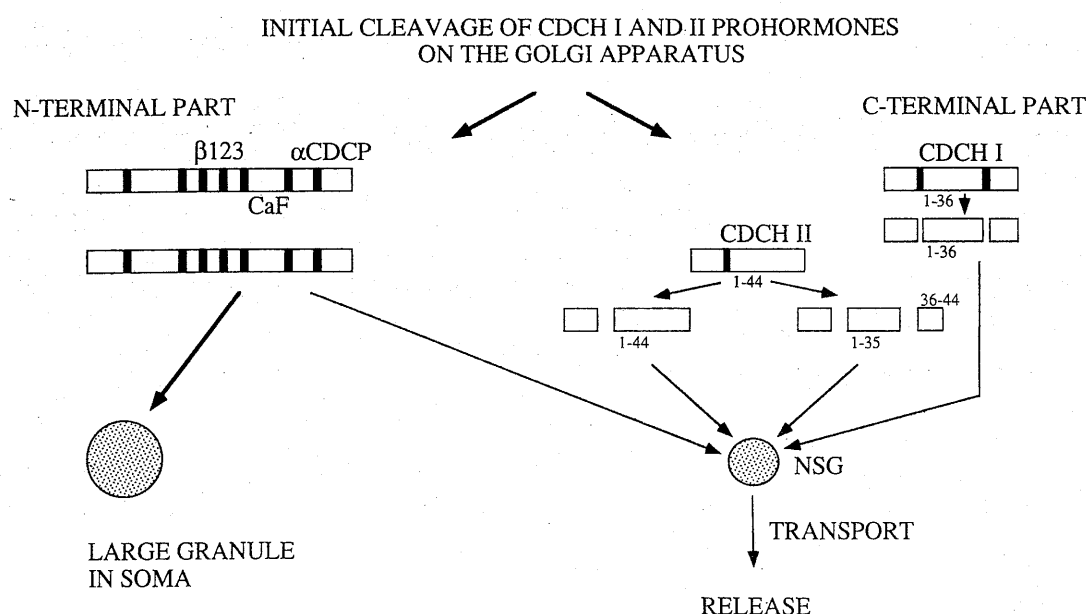 INITIAL CLEAVAGE OF CDCH I AND II PROHORMONES
ON THE GOLGI APPARATUS
N-TERMINAL PART
C-TERMINAL PART
β123
αCDCP
CaF
CDCH I
1-36
1-36
CDCH II
1-44
36-44
1-44
1-35
NSG
TRANSPORT
RELEASE
LARGE GRANULE
IN SOMA